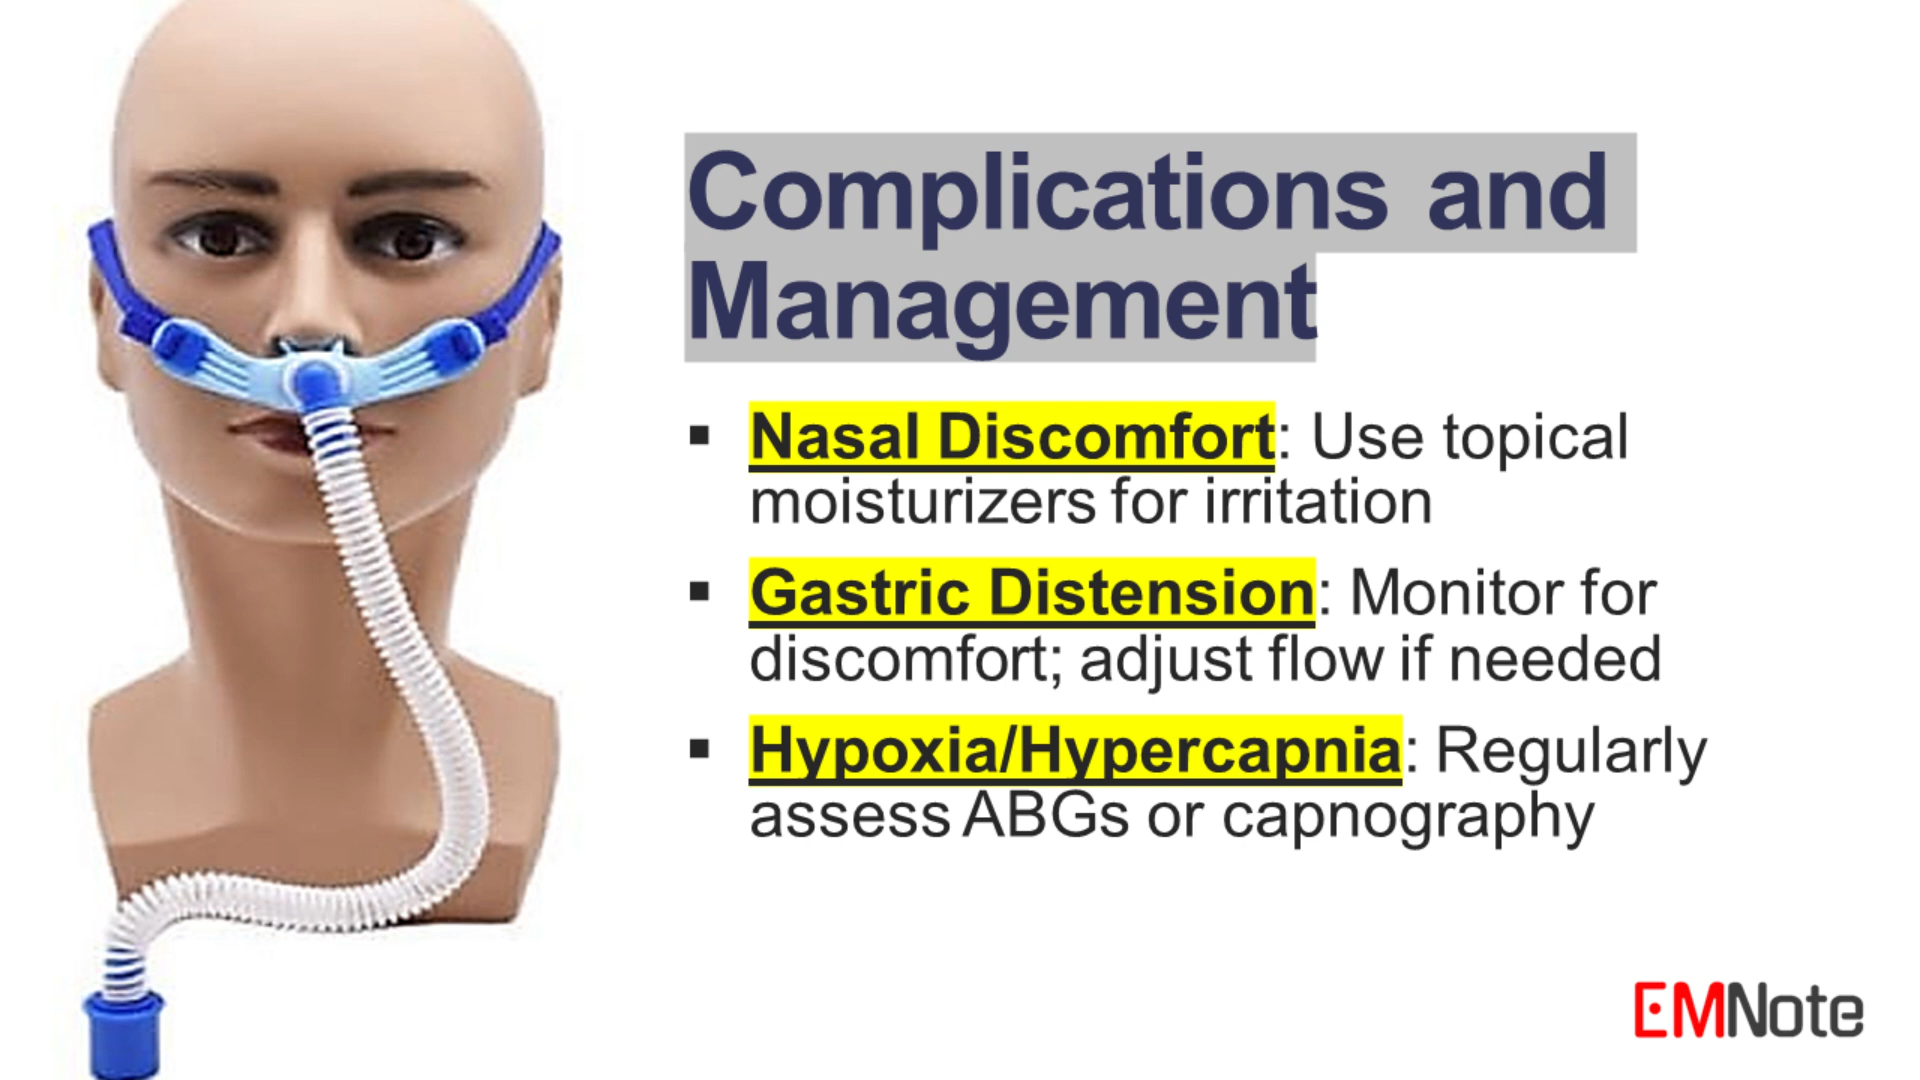 Complications and
Management
▪ Nasal Discomfort: Use topical
moisturizers for irritation
▪ Gastric Distension: Monitor for
discomfort; adjust flow if needed
▪ Hypoxia/Hypercapnia: Regularly
assess ABGs or capnography
EMNote